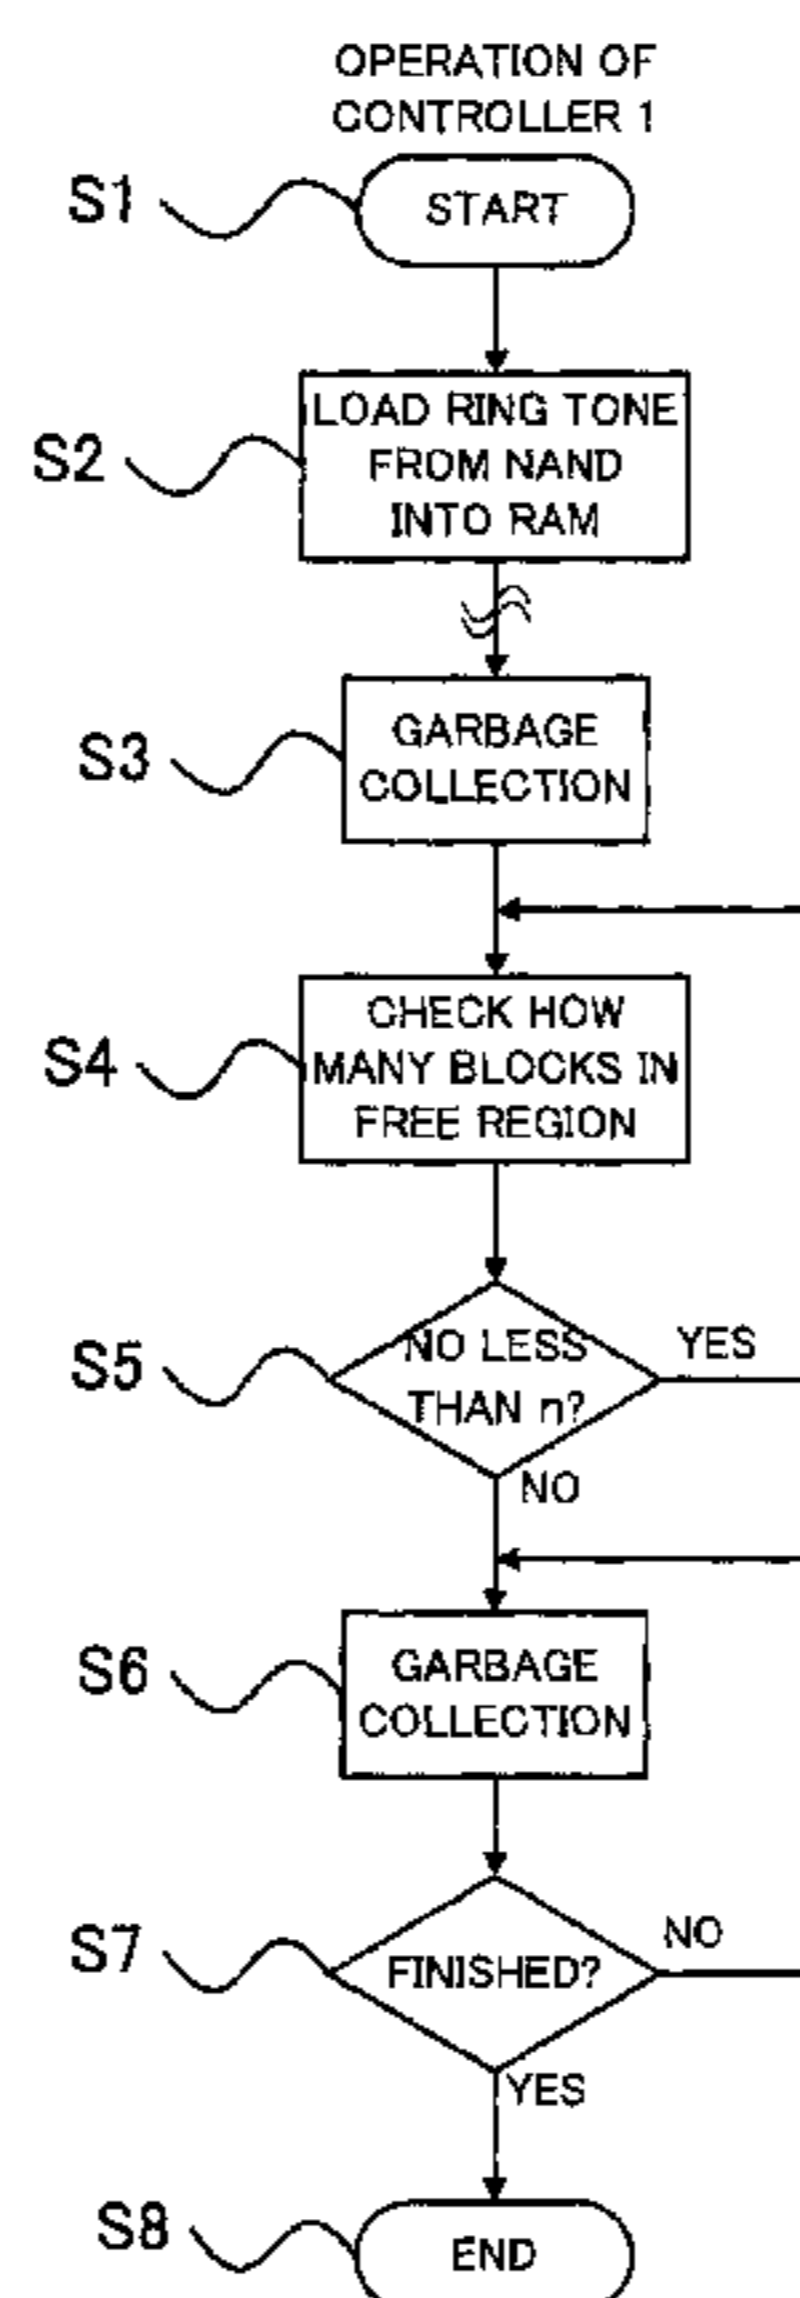 OPERATION OF
CONTROLLER 1
S1
START
S2
LOAD RING TONE
FROM NAND
INTO RAM
S3
GARBAGE
COLLECTION
S4
CHECK HOW
MANY BLOCKS IN
FREE REGION
S5
NO LESS
THAN n?
YES
NO
S6
GARBAGE
COLLECTION
S7
FINISHED?
NO
YES
S8
END